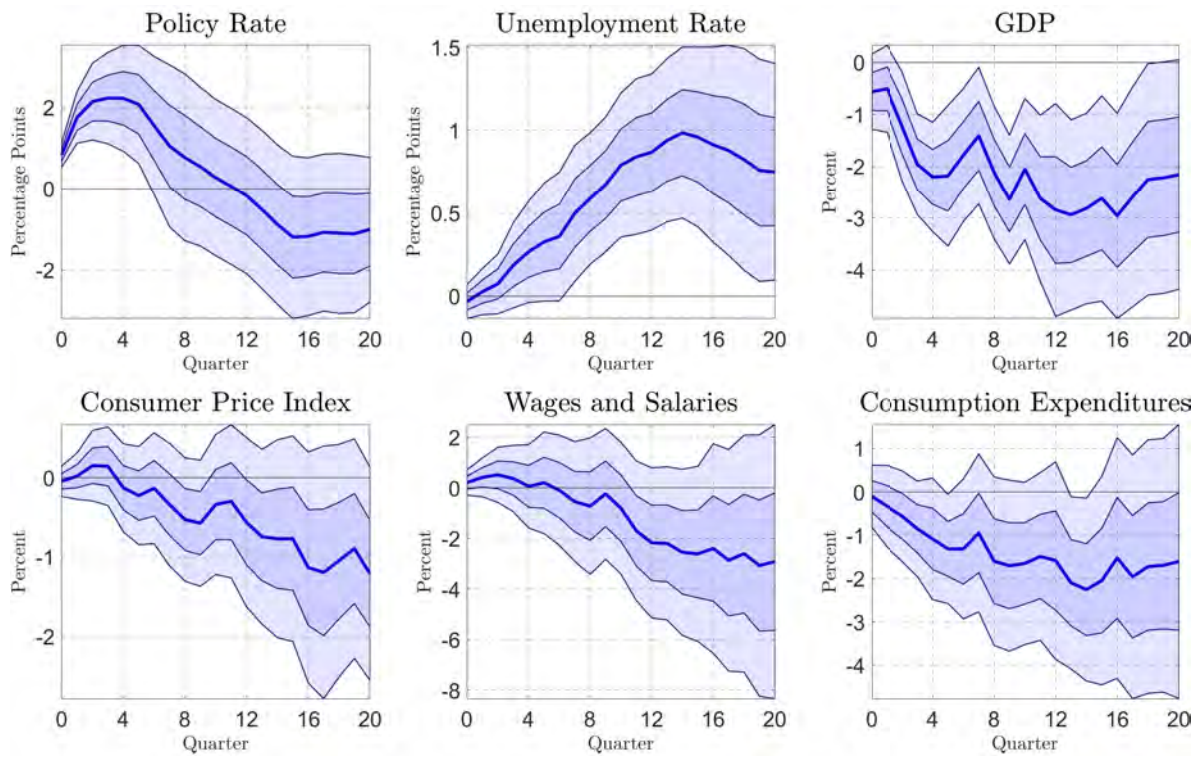 Policy Rate
Percentage Points
2
0
-2
0 4 8 12 16 20
Quarter
Unemployment Rate
Percentage Points
1.5
1
0.5
0
0 4 8 12 16 20
Quarter
GDP
Percent
0
-1
-2
-3
-4
0 4 8 12 16 20
Quarter
Consumer Price Index
Percent
0
-1
-2
0 4 8 12 16 20
Quarter
Wages and Salaries
Percent
2
0
-2
-4
-6
-8
0 4 8 12 16 20
Quarter
Consumption Expenditures
Percent
1
0
-1
-2
-3
-4
0 4 8 12 16 20
Quarter